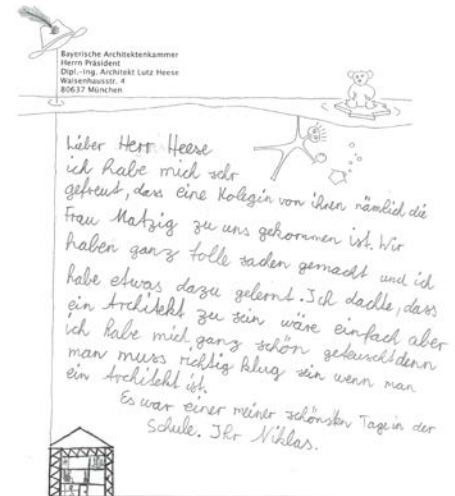 Bayerische Architektenkammer
Herrn Präsident
Dipl.-Ing. Architekt Lutz Heese
Waisenhausstr. 4
80637 München
Lieber Herr Heese
ich habe mich sehr
gefreut, dass eine Kolegin von ihnen nämlich die
Frau Matzig zu uns gekommen ist. Wir
haben ganz tolle sachen gemacht und ich
habe etwas dazu gelernt. Ich dachte, dass
ein Architekt zu sein wäre einfach aber
ich habe mich ganz schön geteuscht denn
man muss richtig klug sein wenn man
ein Architekt ist.
Es war einer meiner schönsten Tage in der
Schule. Ihr Niklas.